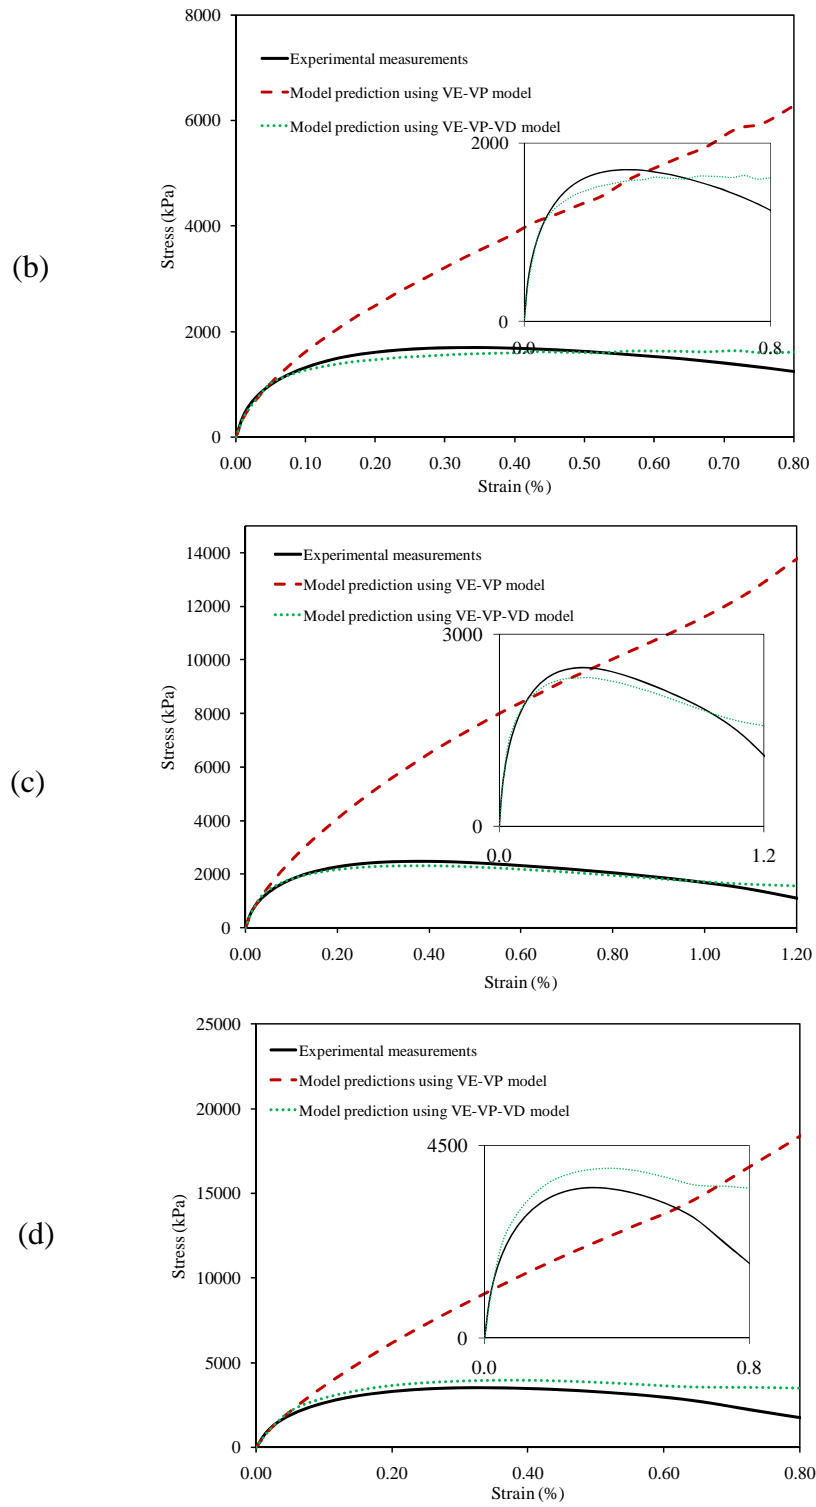 (b)
Stress (kPa)
8000
6000
4000
2000
0
Experimental measurements
Model prediction using VE-VP model
Model prediction using VE-VP-VD model
2000
0
0.0
0.8
0.00 0.10 0.20 0.30 0.40 0.50 0.60 0.70 0.80
Strain (%)
(c)
Stress (kPa)
14000
12000
10000
8000
6000
4000
2000
0
Experimental measurements
Model prediction using VE-VP model
Model prediction using VE-VP-VD model
3000
0
0.0
1.2
0.00 0.20 0.40 0.60 0.80 1.00 1.20
Strain (%)
(d)
Stress (kPa)
25000
20000
15000
10000
5000
0
Experimental measurements
Model predictions using VE-VP model
Model prediction using VE-VP-VD model
4500
0
0.0
0.8
0.00 0.20 0.40 0.60 0.80
Strain (%)